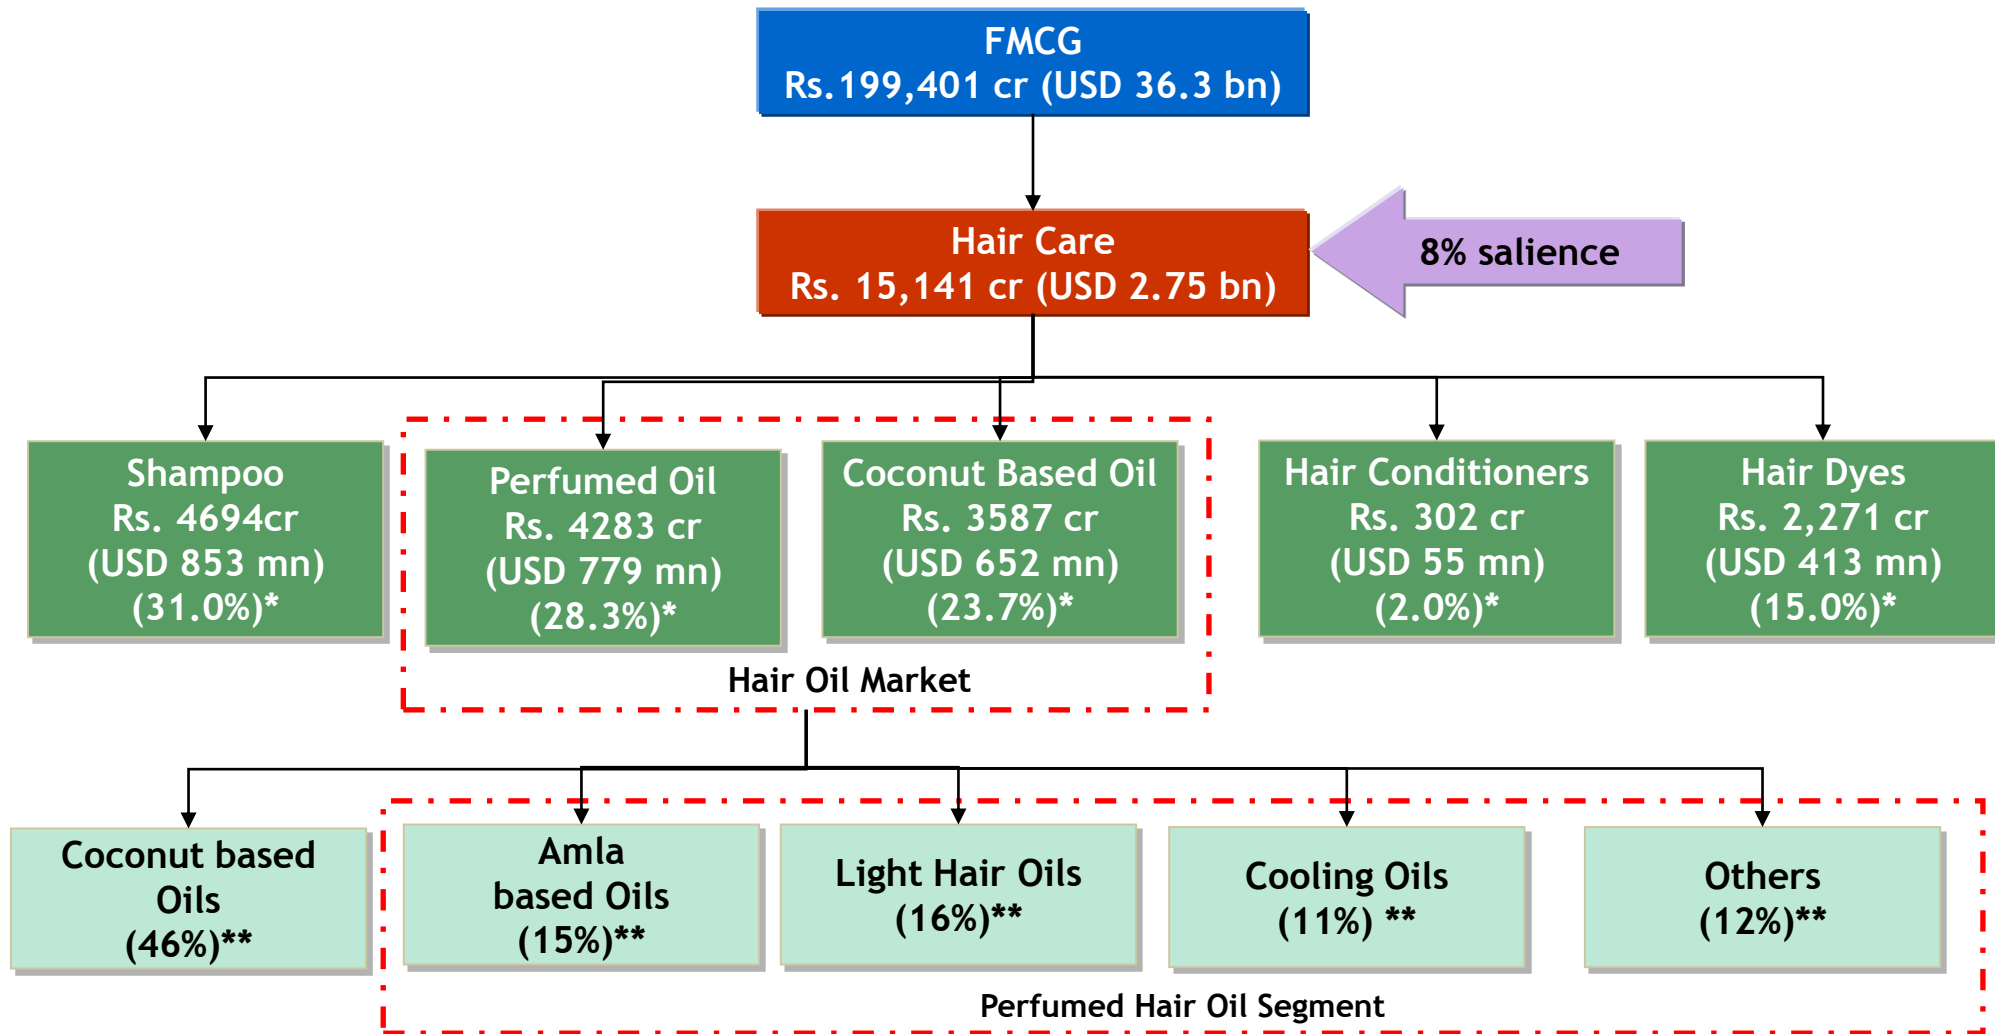 FMCG
Rs.199,401 cr (USD 36.3 bn)
Hair Care
Rs. 15,141 cr (USD 2.75 bn)
8% salience
Shampoo
Rs. 4694cr
(USD 853 mn)
(31.0%)*
Perfumed Oil
Rs. 4283 cr
(USD 779 mn)
(28.3%)*
Coconut Based Oil
Rs. 3587 cr
(USD 652 mn)
(23.7%)*
Hair Conditioners
Rs. 302 cr
(USD 55 mn)
(2.0%)*
Hair Dyes
Rs. 2,271 cr
(USD 413 mn)
(15.0%)*
Hair Oil Market
Coconut based
Oils
(46%)**
Amla
based Oils
(15%)**
Light Hair Oils
(16%)**
Cooling Oils
(11%) **
Others
(12%)**
Perfumed Hair Oil Segment